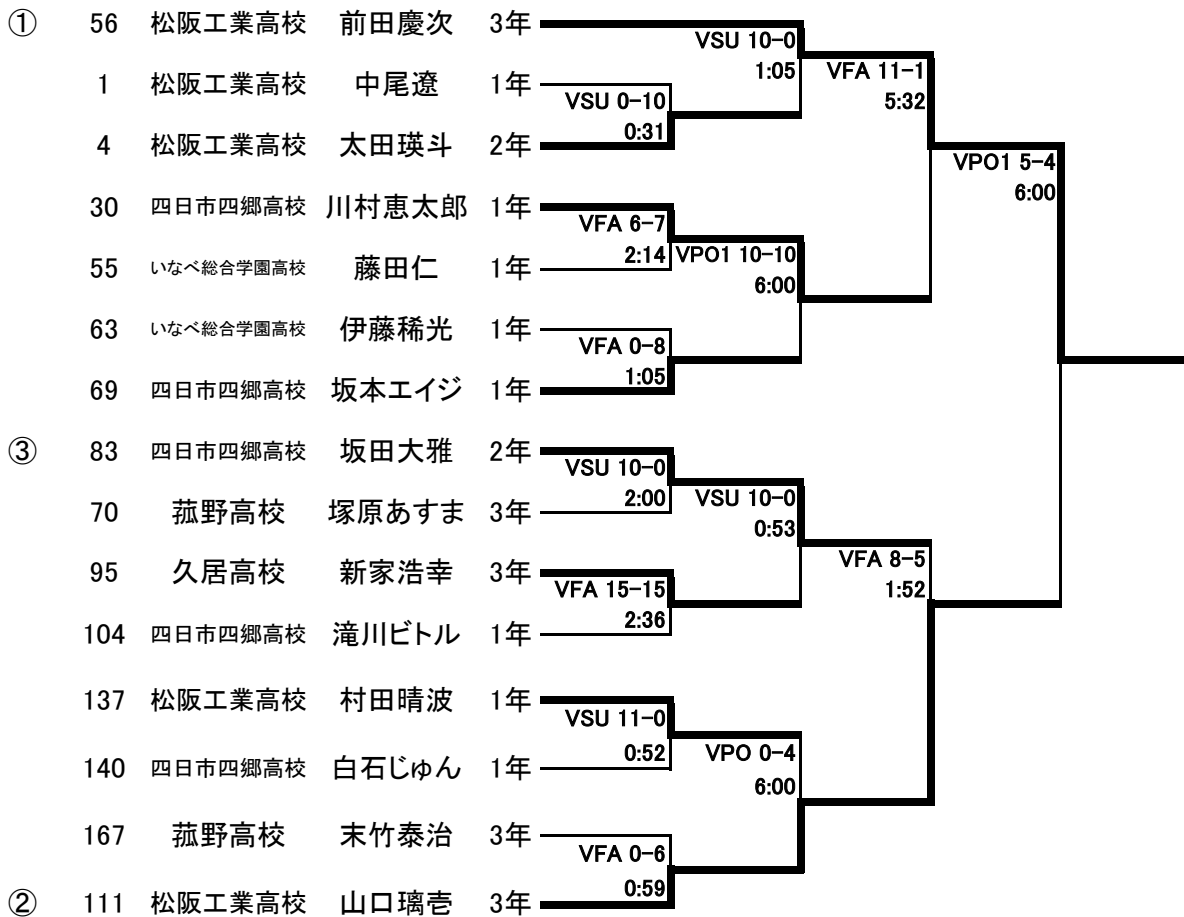 ① 56 松阪工業高校 前田慶次 3年
VSU 10-0
1:05
VFA 11-1
5:32
1 松阪工業高校 中尾遼 1年
VSU 0-10
0:31
4 松阪工業高校 太田瑛斗 2年
VPO1 5-4
6:00
30 四日市四郷高校 川村恵太郎 1年
VFA 6-7
2:14
VPO1 10-10
6:00
55 いなべ総合学園高校 藤田仁 1年
63 いなべ総合学園高校 伊藤稀光 1年
VFA 0-8
1:05
69 四日市四郷高校 坂本エイジ 1年
③ 83 四日市四郷高校 坂田大雅 2年
VSU 10-0
2:00
VSU 10-0
0:53
70 菰野高校 塚原あすま 3年
95 久居高校 新家浩幸 3年
VFA 15-15
2:36
VFA 8-5
1:52
104 四日市四郷高校 滝川ビトル 1年
137 松阪工業高校 村田晴波 1年
VSU 11-0
0:52
VPO 0-4
6:00
140 四日市四郷高校 白石じゅん 1年
167 菰野高校 末竹泰治 3年
VFA 0-6
0:59
② 111 松阪工業高校 山口璃壱 3年